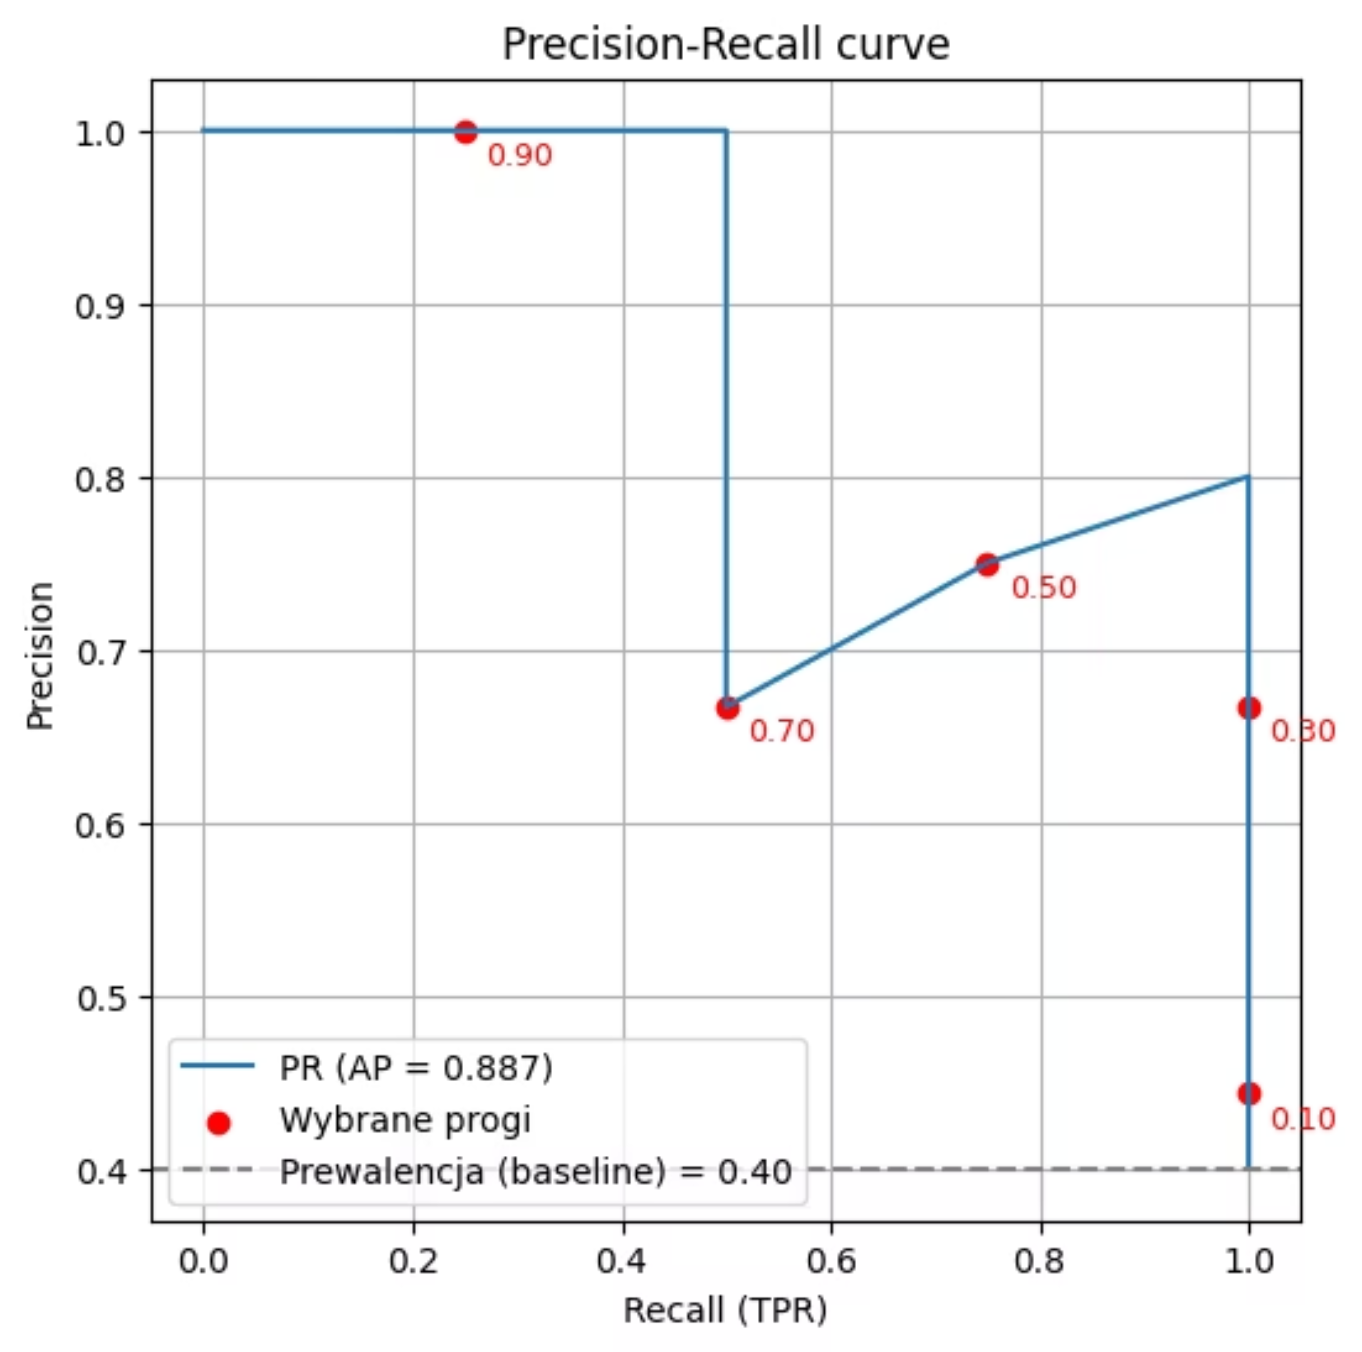 Precision-Recall curve
1.0
0.90
0.9
0.8
0.50
0.7
0.70
0.30
Precision
0.6
0.5
PR (AP = 0.887)
Wybrane progi
0.10
0.4
Prewalencja (baseline) = 0.40
0.0 0.2 0.4 0.6 0.8 1.0
Recall (TPR)